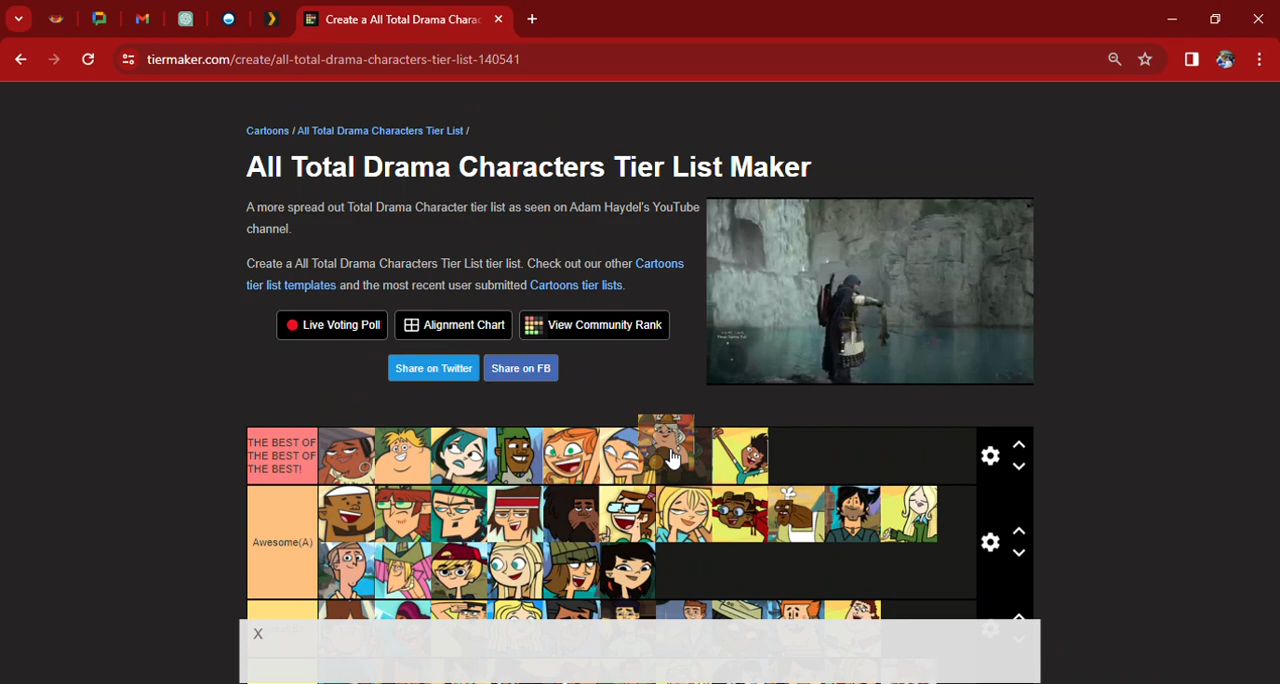 Create a All Total Drama Charac
tiermaker.com/create/all-total-drama-characters-tier-list-140541
Cartoons / All Total Drama Characters Tier List /
All Total Drama Characters Tier List Maker
A more spread out Total Drama Character tier list as seen on Adam Haydel's YouTube
channel.
Create a All Total Drama Characters Tier List tier list. Check out our other Cartoons
tier list templates and the most recent user submitted Cartoons tier lists.
Live Voting Poll
Alignment Chart
View Community Rank
Share on Twitter
Share on FB
THE BEST OF
THE BEST OF
THE BEST!
Awesome(A)
X